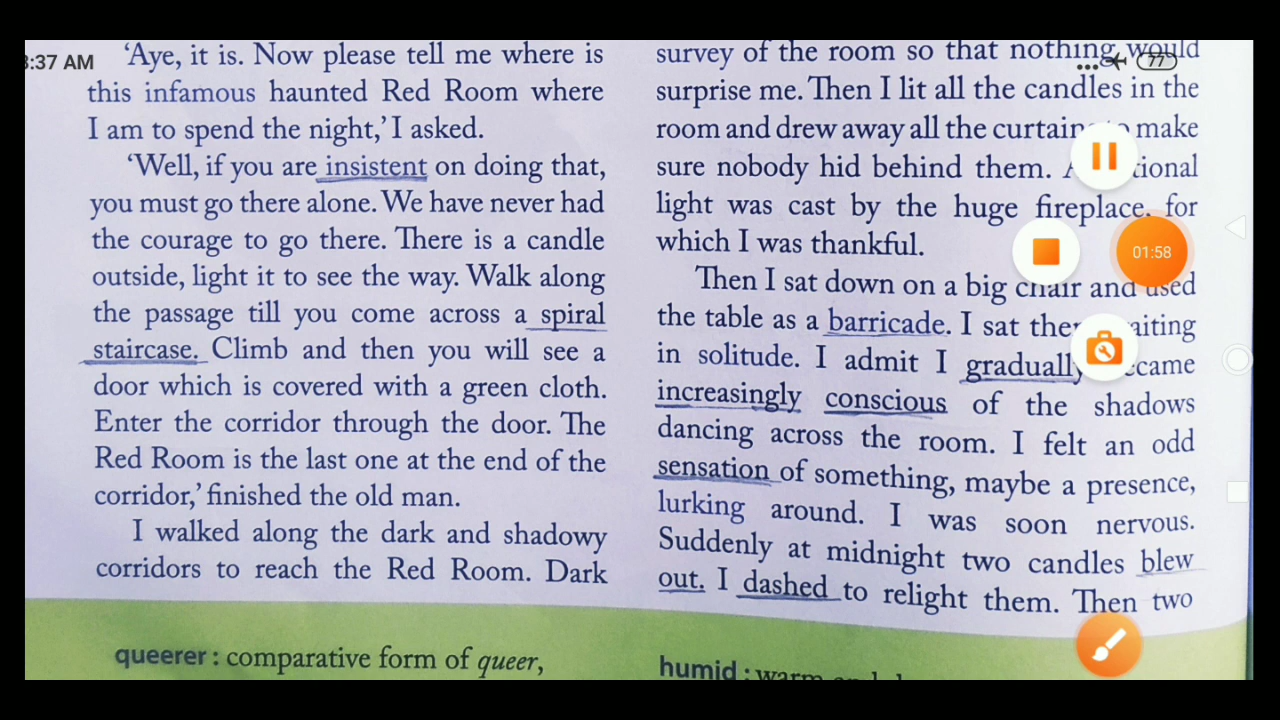 3:37 AM
77
'Aye, it is. Now please tell me where is
this infamous haunted Red Room where
I am to spend the night,' I asked.
'Well, if you are insistent on doing that,
you must go there alone. We have never had
the courage to go there. There is a candle
outside, light it to see the way. Walk along
the passage till you come across a spiral
staircase. Climb and then you will see a
door which is covered with a green cloth.
Enter the corridor through the door. The
Red Room is the last one at the end of the
corridor,' finished the old man.
I walked along the dark and shadowy
corridors to reach the Red Room. Dark
queerer : comparative form of queer,
survey of the room so that nothing would
surprise me. Then I lit all the candles in the
room and drew away all the make
sure nobody hid behind them.
light was cast by the huge fireplace, for
which I was thankful.
Then I sat down on a big chair and used
the table as a barricade. I sat
in solitude. I admit I gradually
increasingly conscious of the shadows
dancing across the room. I felt an odd
sensation of something, maybe a presence,
lurking around. I was soon nervous.
Suddenly at midnight two candles blew
out. I dashed to relight them. Then two
humid : warm
01:58